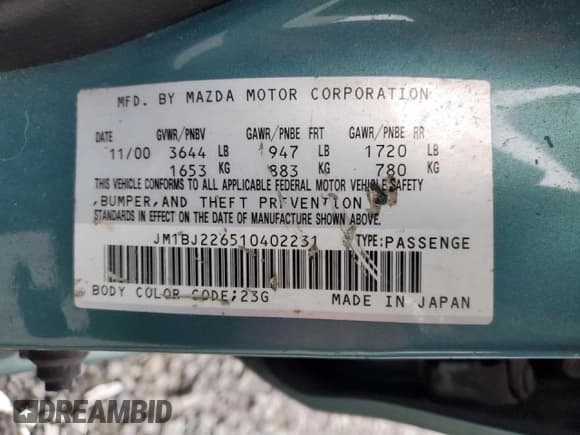 MFD. BY MAZDA MOTOR CORPORATION
DATE GVWR/PNBV GAWR/PNBE FRT GAWR/PNBE RR
11/00 3644 LB 947 LB 1720 LB
1653 KG 883 KG 780 KG
THIS VEHICLE CONFORMS TO ALL APPLICABLE FEDERAL MOTOR VEHICLE SAFETY
,BUMPER,AND THEFT PREVENTION
STANDARDS IN EFFECT ON THE DATE OF MANUFACTURE SHOWN ABOVE.
JM1BJ226510402231 TYPE:PASSENGE
BODY COLOR CODE;23G MADE IN JAPAN
DREAMBID